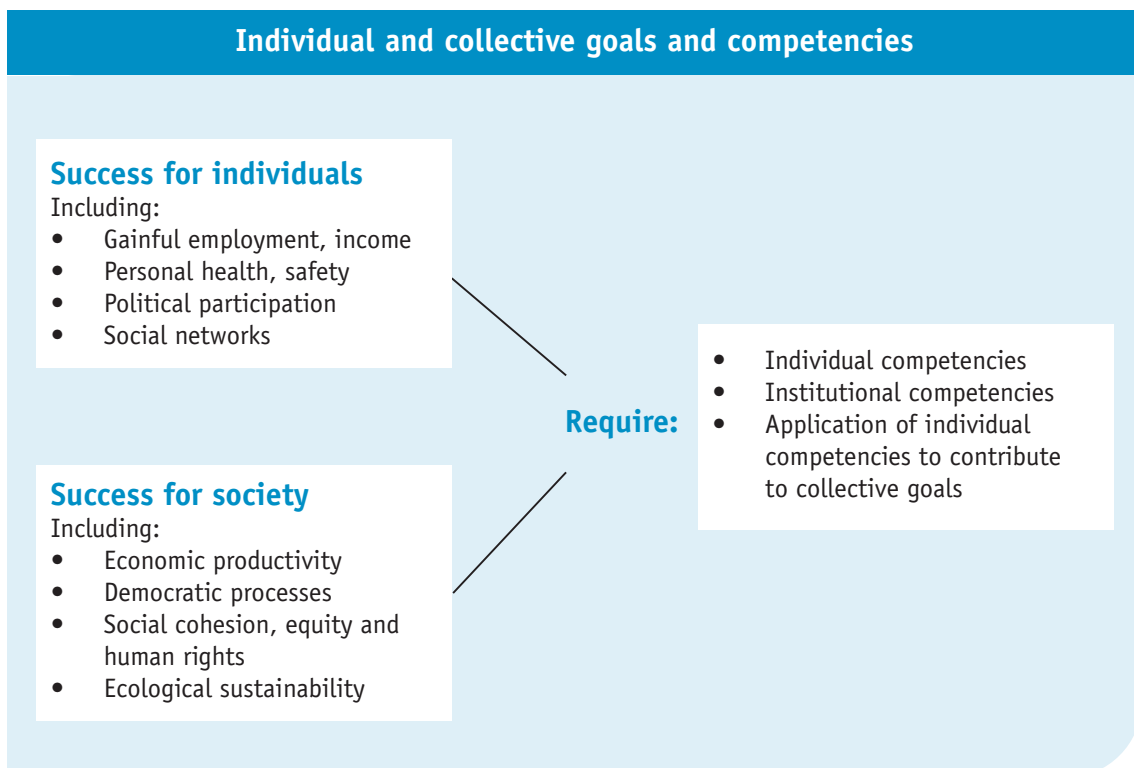 Individual and collective goals and competencies
Success for individuals
Including:
• Gainful employment, income
• Personal health, safety
• Political participation
• Social networks
Success for society
Including:
• Economic productivity
• Democratic processes
• Social cohesion, equity and
human rights
• Ecological sustainability
Require:
• Individual competencies
• Institutional competencies
• Application of individual
competencies to contribute
to collective goals